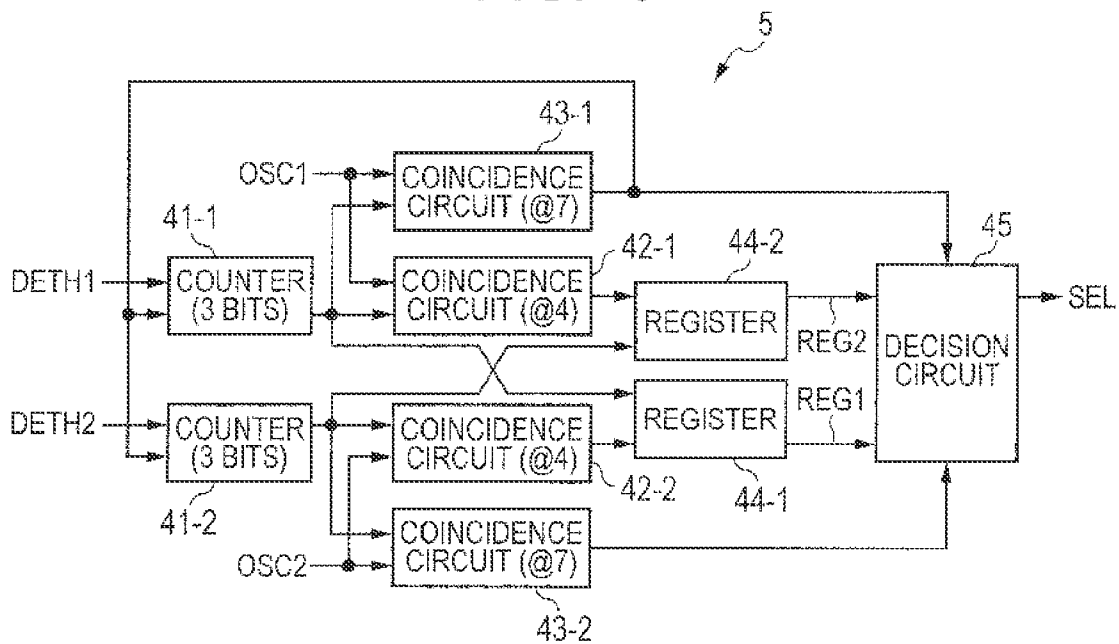 5
43-1
OSC1
COINCIDENCE
CIRCUIT (@7)
41-1
42-1
44-2
45
DETH1
COUNTER
(3 BITS)
COINCIDENCE
CIRCUIT (@4)
REGISTER
REG2
SEL
DECISION
CIRCUIT
DETH2
COUNTER
(3 BITS)
COINCIDENCE
CIRCUIT (@4)
REGISTER
REG1
41-2
42-2
44-1
OSC2
COINCIDENCE
CIRCUIT (@7)
43-2